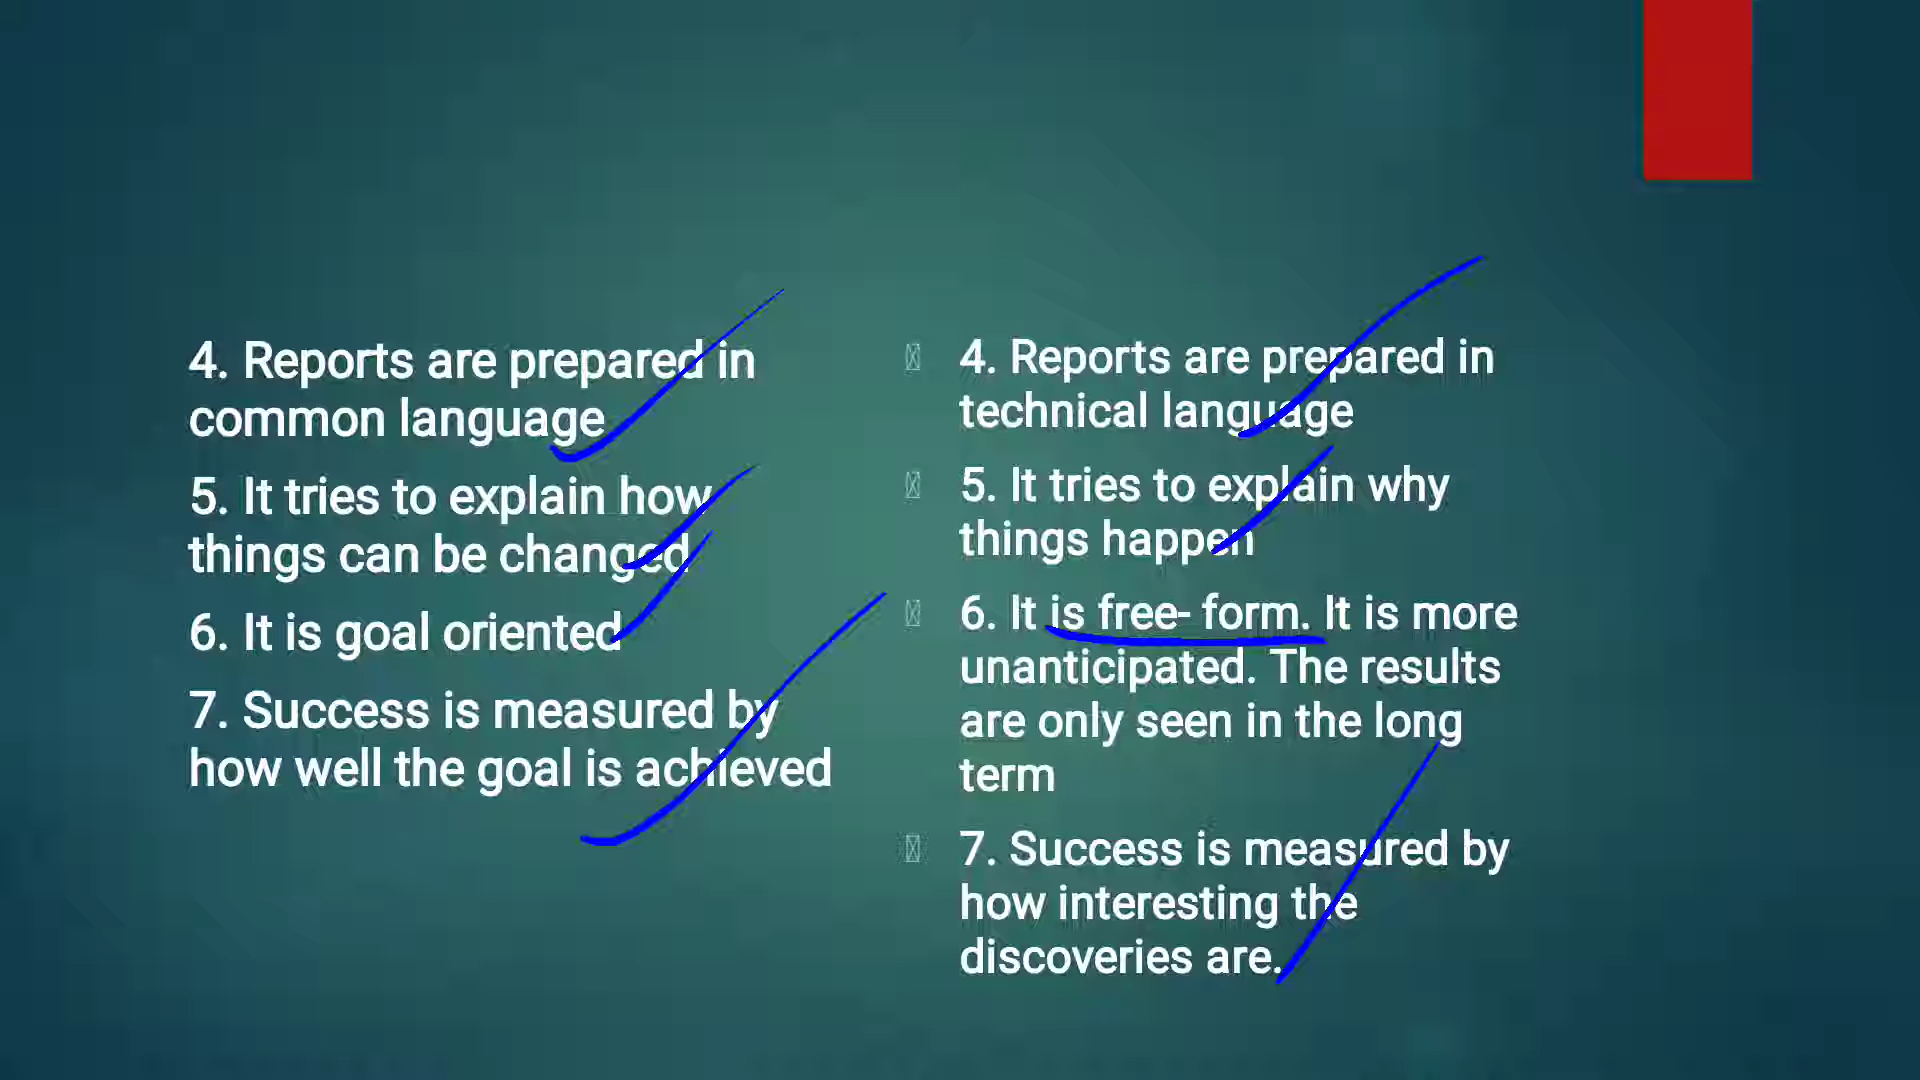 4. Reports are prepared in
common language
5. It tries to explain how
things can be changed
6. It is goal oriented
7. Success is measured by
how well the goal is achieved
4. Reports are prepared in
technical language
5. It tries to explain why
things happen
6. It is free- form. It is more
unanticipated. The results
are only seen in the long
term
7. Success is measured by
how interesting the
discoveries are.